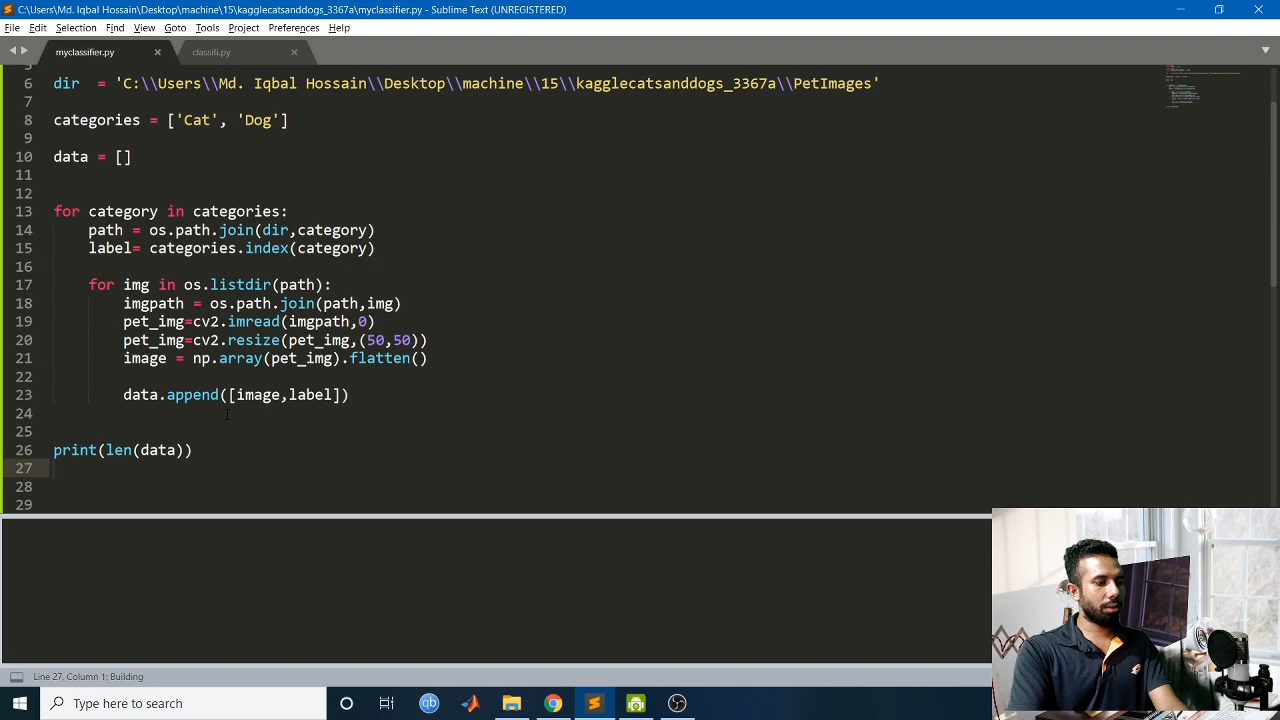 C:\Users\Md. Iqbal Hossain\Desktop\machine\15\kagglecatsanddogs_3367a\myclassifier.py - Sublime Text (UNREGISTERED)
File Edit Selection Find View Goto Tools Project Preferences Help
myclassifier.py classifi.py
5
6 dir  = 'C:\\Users\\Md. Iqbal Hossain\\Desktop\\machine\\15\\kagglecatsanddogs_3367a\\PetImages'
7
8 categories = ['Cat', 'Dog']
9
10 data = []
11
12
13 for category in categories:
14     path = os.path.join(dir,category)
15     label= categories.index(category)
16
17     for img in os.listdir(path):
18         imgpath = os.path.join(path,img)
19         pet_img=cv2.imread(imgpath,0)
20         pet_img=cv2.resize(pet_img,(50,50))
21         image = np.array(pet_img).flatten()
22
23         data.append([image,label])
24
25
26 print(len(data))
27
28
29
Line 27, Column 1; Building
Type here to search
qb